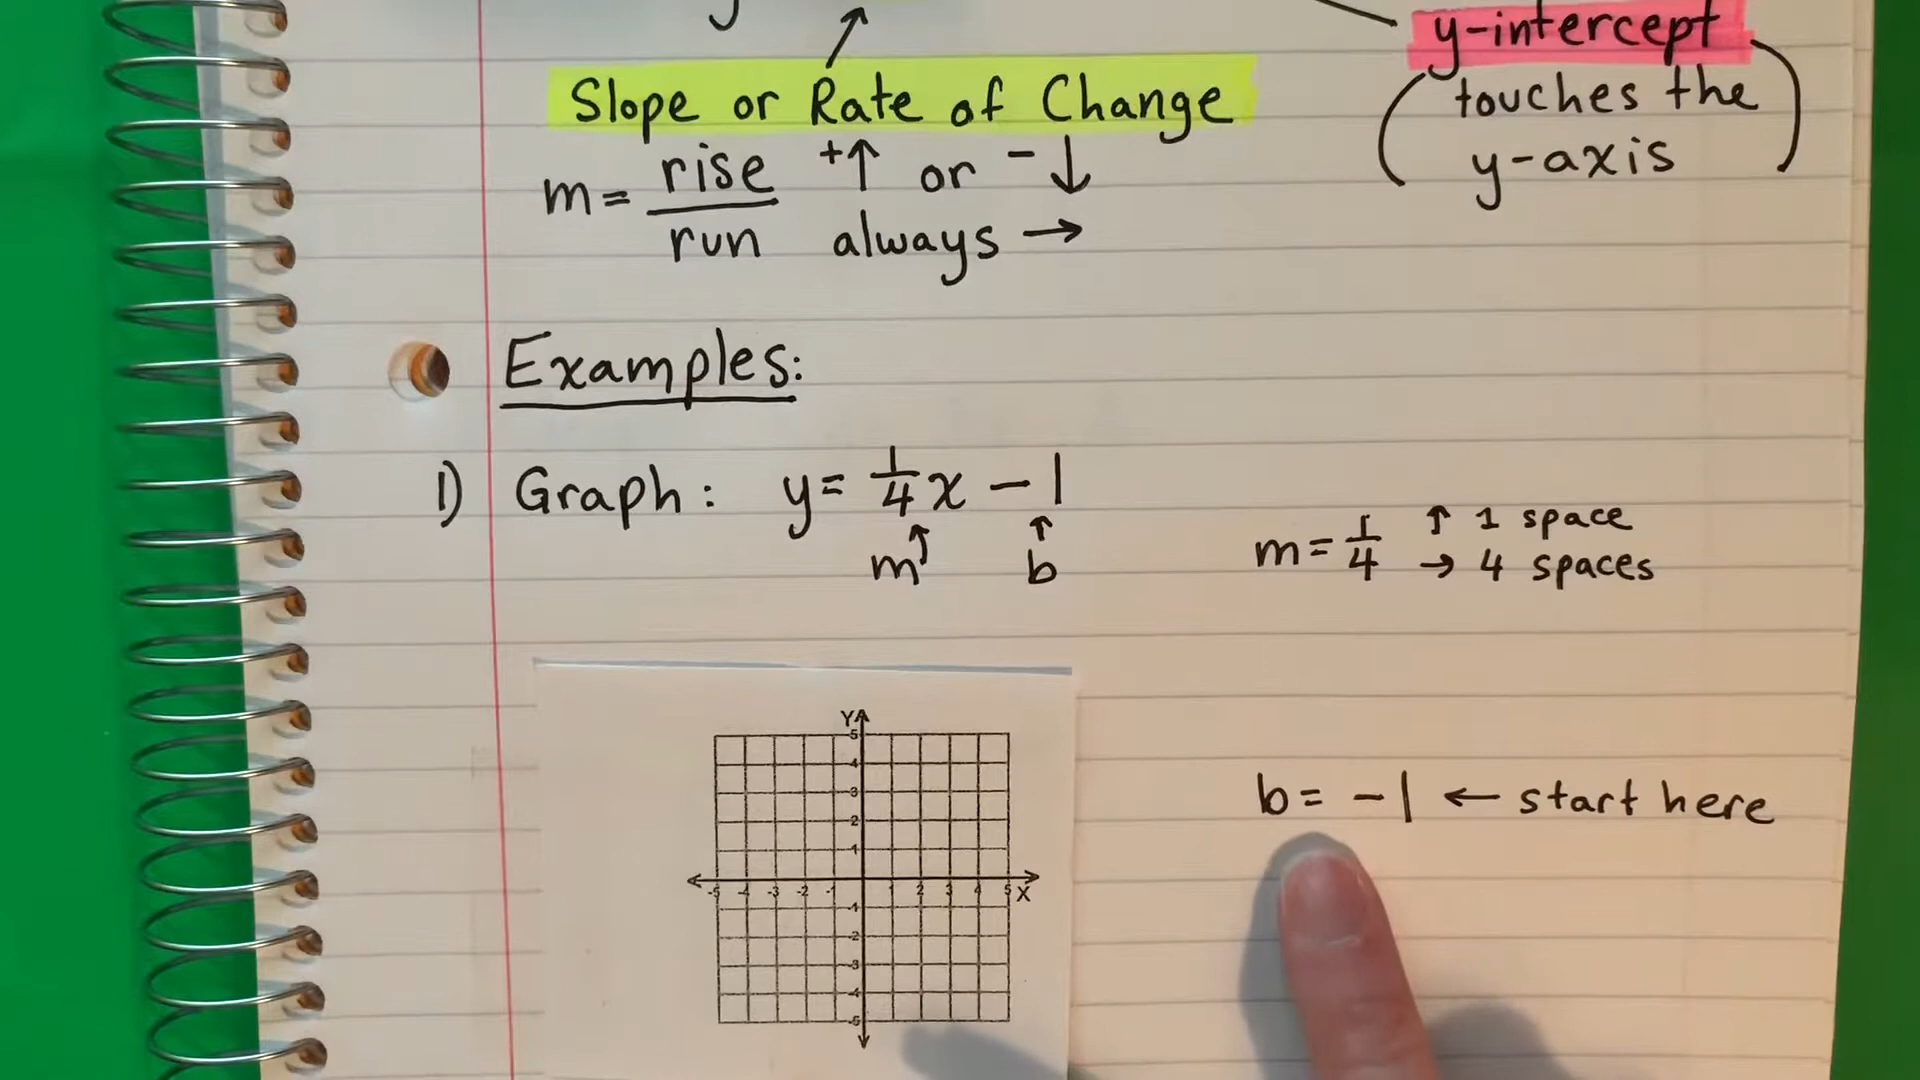 y-intercept
touches the
y-axis
Slope or Rate of Change
m = rise/run +↑ or -↓
always →
Examples:
1) Graph: y = 1/4 x - 1
m↑ ↑b
m = 1/4 ↑ 1 space
→ 4 spaces
b = -1 ← start here
Y
5
4
3
2
1
-5 -4 -3 -2 -1 1 2 3 4 5 X
-1
-2
-3
-4
-5